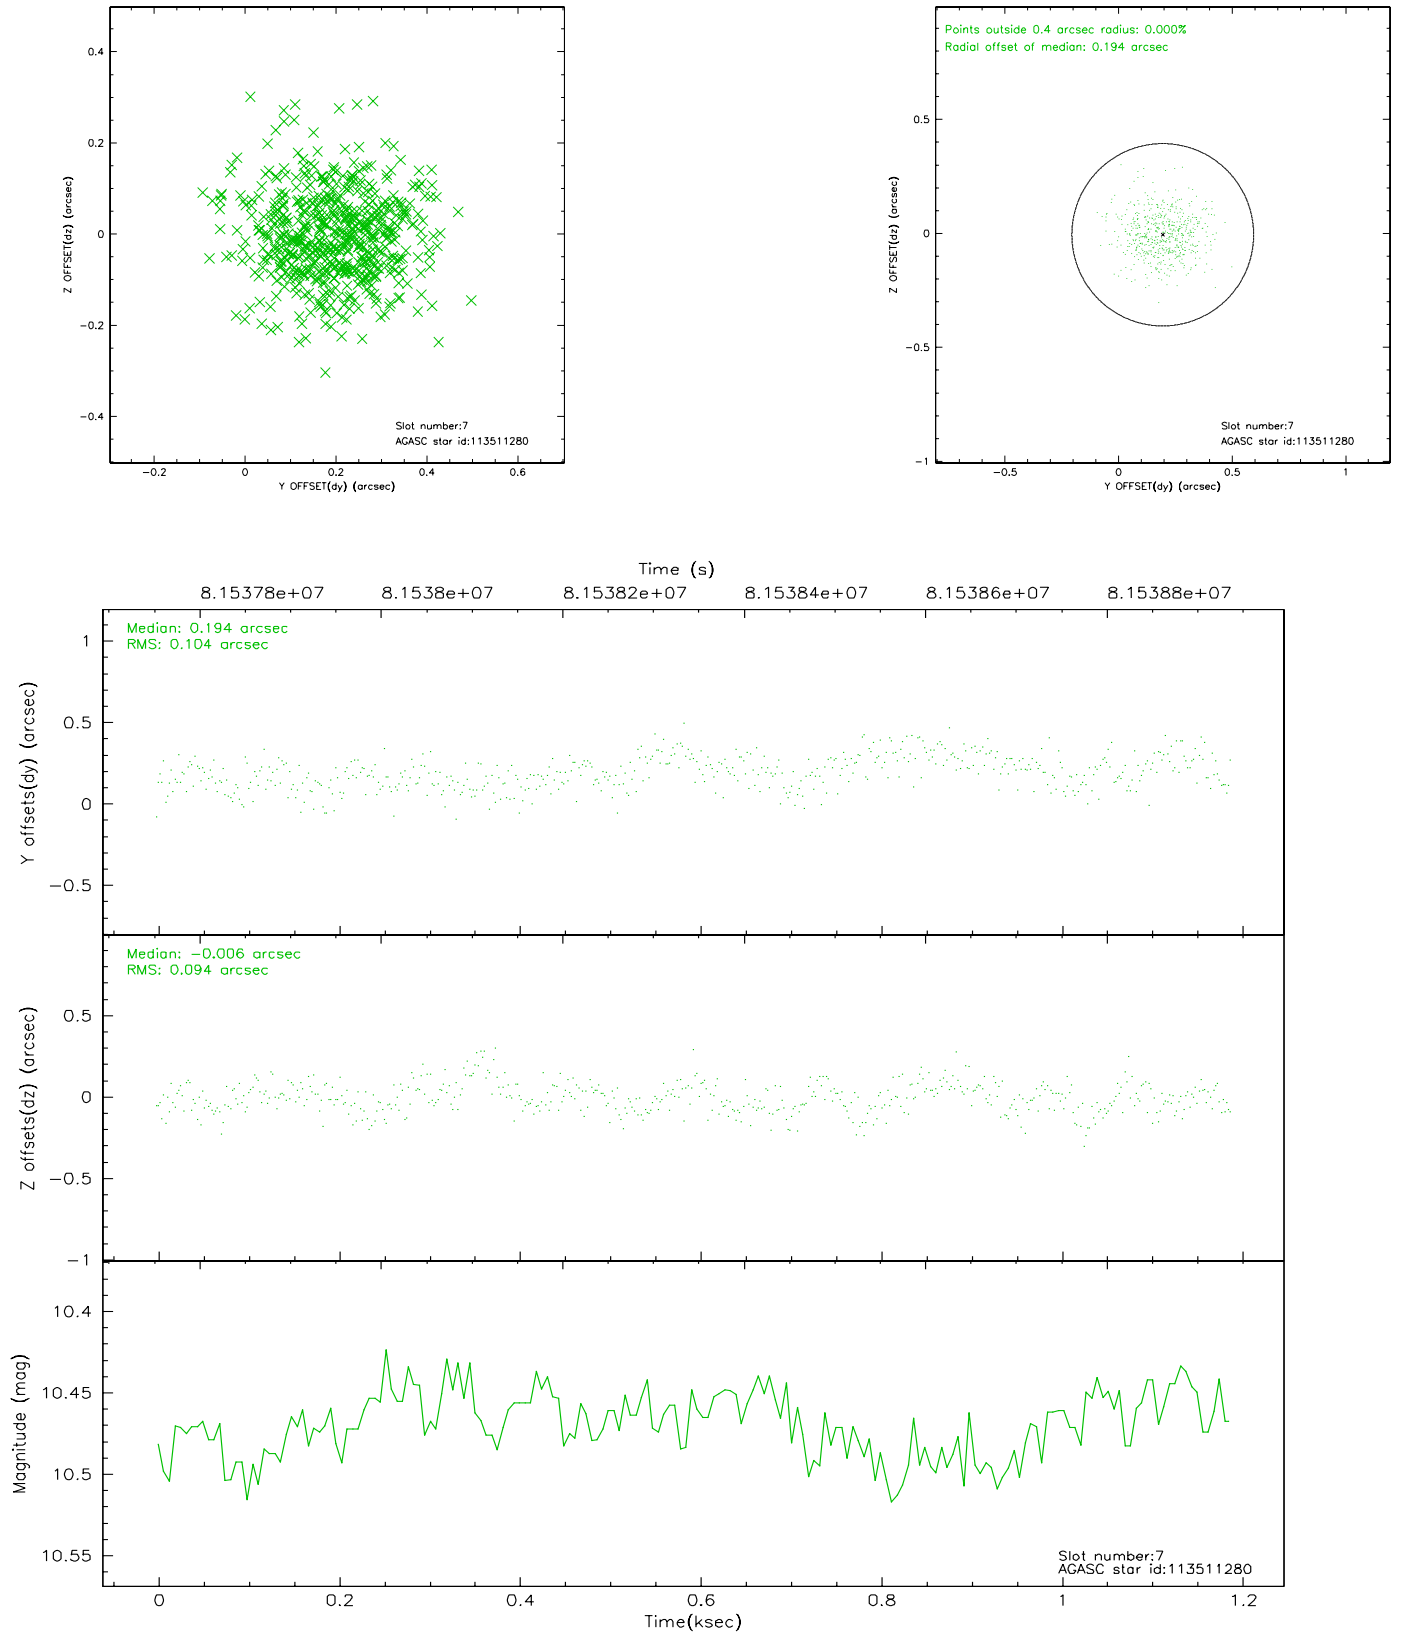 0.4
0.2
0
−0.2
−0.4
Z OFFSET(dz) (arcsec)
−0.2
0
0.2
0.4
0.6
Y OFFSET(dy) (arcsec)
Slot number:7
AGASC star id:113511280
Points outside 0.4 arcsec radius: 0.000%
Radial offset of median: 0.194 arcsec
0.5
0
−0.5
−1
Z OFFSET(dz) (arcsec)
−0.5
0
0.5
1
Y OFFSET(dy) (arcsec)
Slot number:7
AGASC star id:113511280
Time (s)
8.15378e+07
8.1538e+07
8.15382e+07
8.15384e+07
8.15386e+07
8.15388e+07
Median: 0.194 arcsec
RMS: 0.104 arcsec
1
0.5
0
−0.5
Y offsets(dy) (arcsec)
Median: −0.006 arcsec
RMS: 0.094 arcsec
0.5
0
−0.5
−1
Z offsets(dz) (arcsec)
10.4
10.45
10.5
10.55
Magnitude (mag)
Slot number:7
AGASC star id:113511280
0
0.2
0.4
0.6
0.8
1
1.2
Time(ksec)